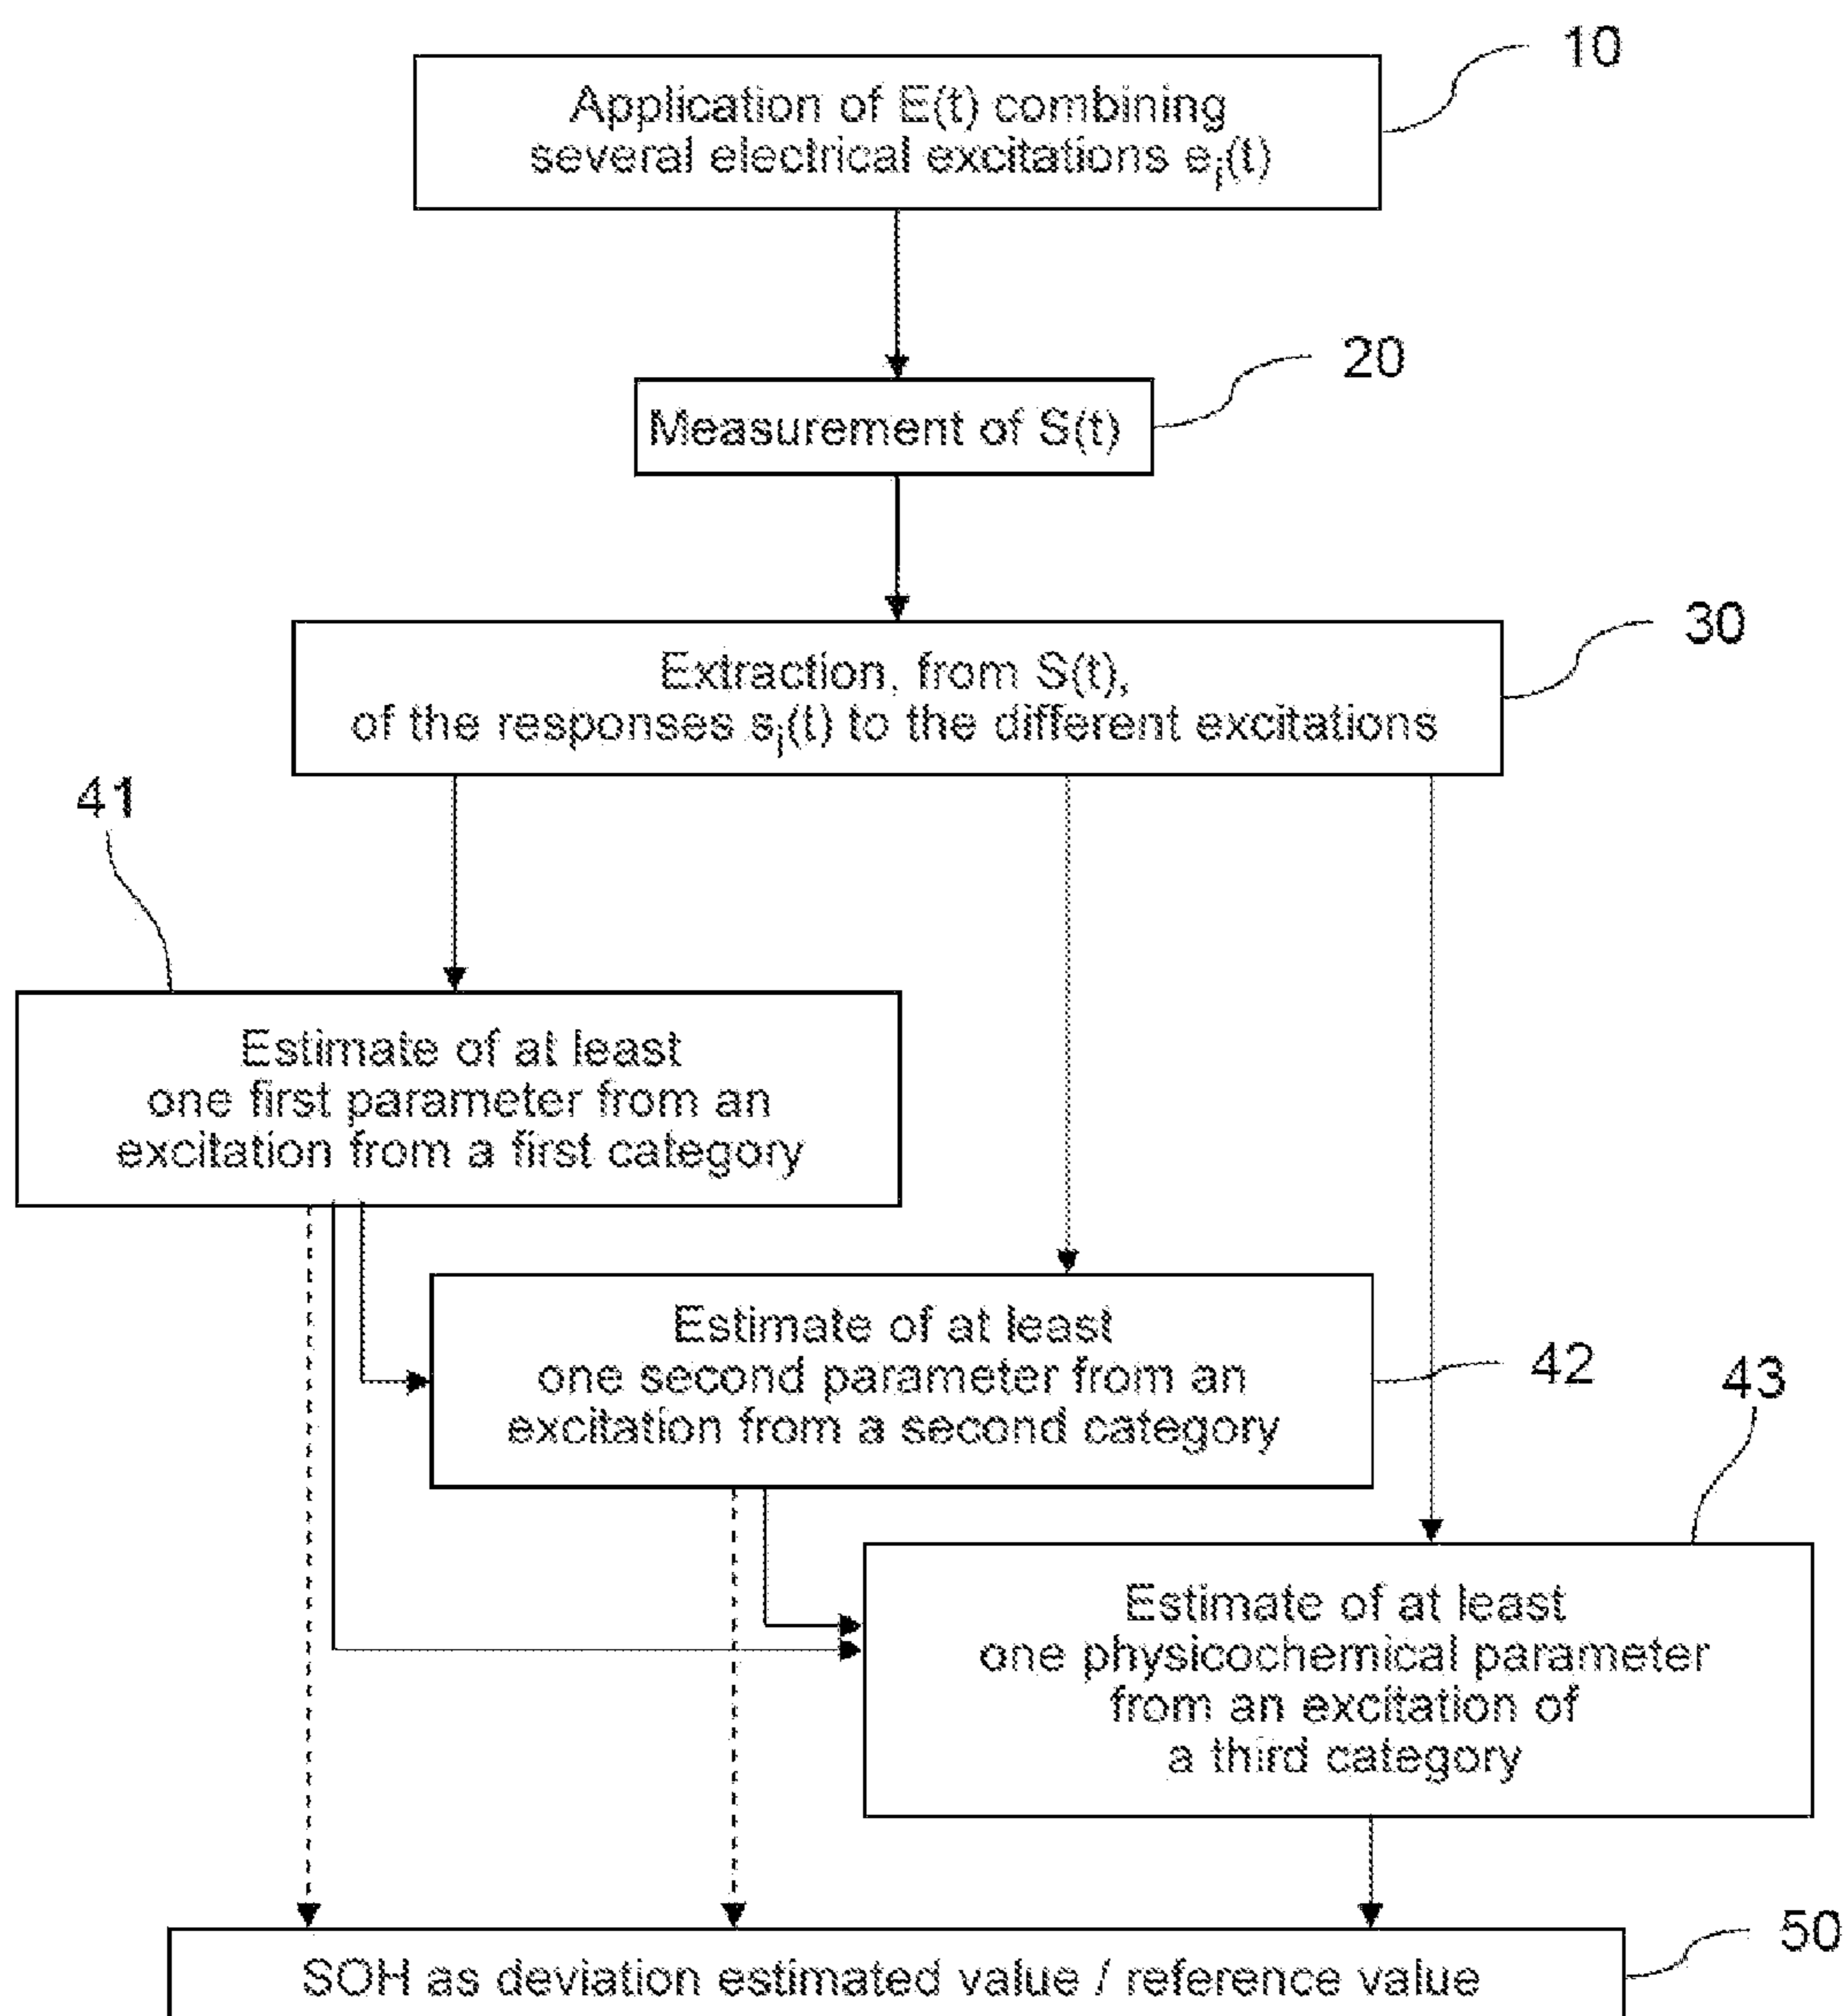 10
Application of E(t) combining
several electrical excitations ej(t)
20
Measurement of S(t)
30
Extraction, from S(t),
of the responses sj(t) to the different excitations
41
Estimate of at least
one first parameter from an
excitation from a first category
Estimate of at least
one second parameter from an
excitation from a second category
42
43
Estimate of at least
one physicochemical parameter
from an excitation of
a third category
50
SOH as deviation estimated value / reference value